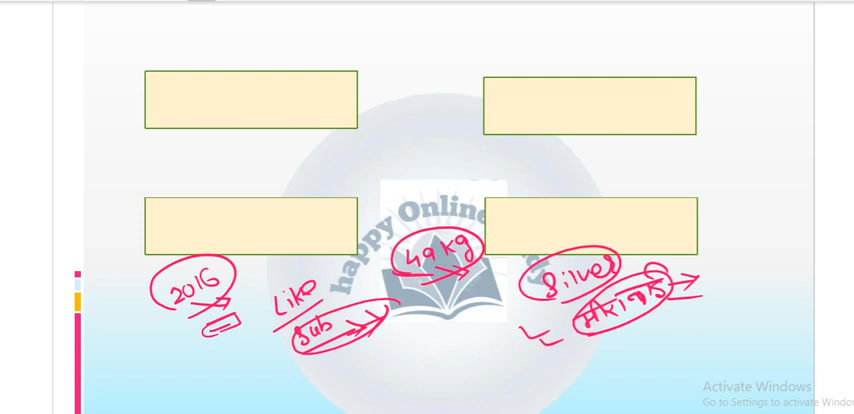 happy Online
49kg
Silver
2016
Like
Sub
Activate Windows
Go to Settings to activate Windo